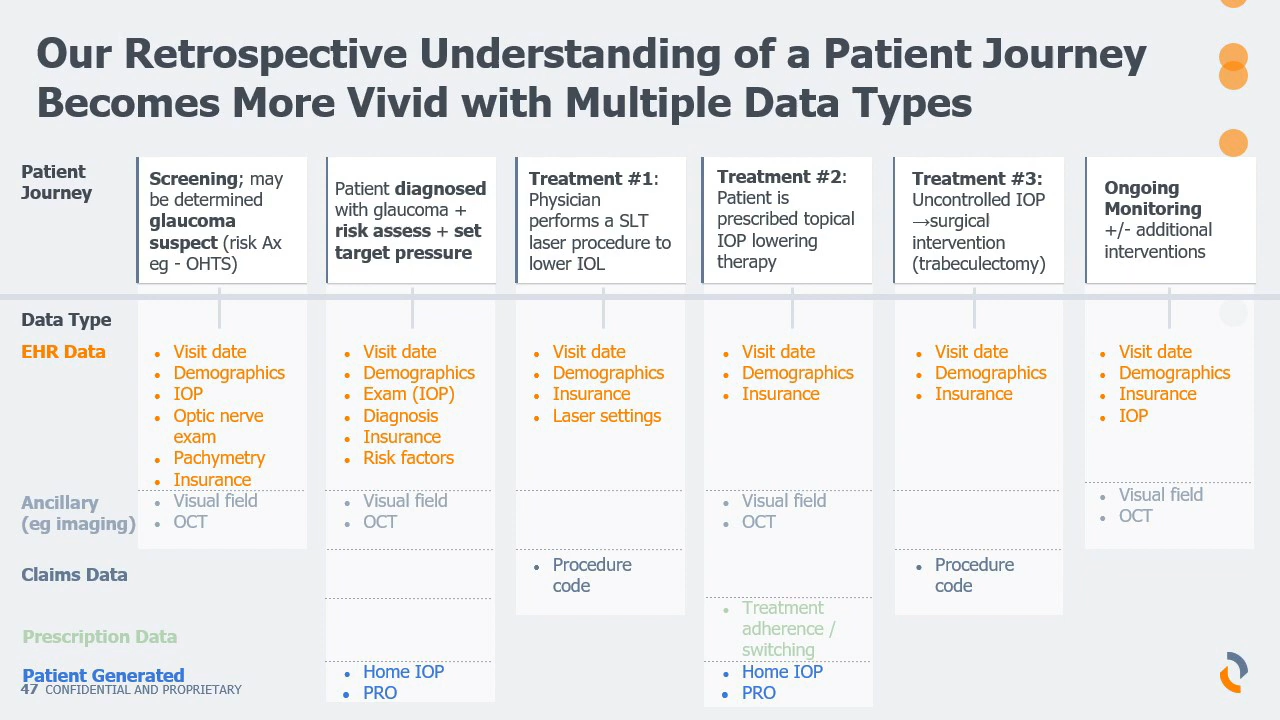 Our Retrospective Understanding of a Patient Journey
Becomes More Vivid with Multiple Data Types
Patient
Journey
Screening; may
be determined
glaucoma
suspect (risk Ax
eg - OHTS)
Patient diagnosed
with glaucoma +
risk assess + set
target pressure
Treatment #1:
Physician
performs a SLT
laser procedure to
lower IOL
Treatment #2:
Patient is
prescribed topical
IOP lowering
therapy
Treatment #3:
Uncontrolled IOP
→surgical
intervention
(trabeculectomy)
Ongoing
Monitoring
+/- additional
interventions
Data Type
EHR Data
• Visit date
• Demographics
• IOP
• Optic nerve
exam
• Pachymetry
• Insurance
• Visit date
• Demographics
• Exam (IOP)
• Diagnosis
• Insurance
• Risk factors
• Visit date
• Demographics
• Insurance
• Laser settings
• Visit date
• Demographics
• Insurance
• Visit date
• Demographics
• Insurance
• Visit date
• Demographics
• Insurance
• IOP
Ancillary
(eg imaging)
• Visual field
• OCT
• Visual field
• OCT
• Visual field
• OCT
• Visual field
• OCT
Claims Data
• Procedure
code
• Procedure
code
Prescription Data
• Treatment
adherence /
switching
Patient Generated
• Home IOP
• PRO
• Home IOP
• PRO
47 CONFIDENTIAL AND PROPRIETARY